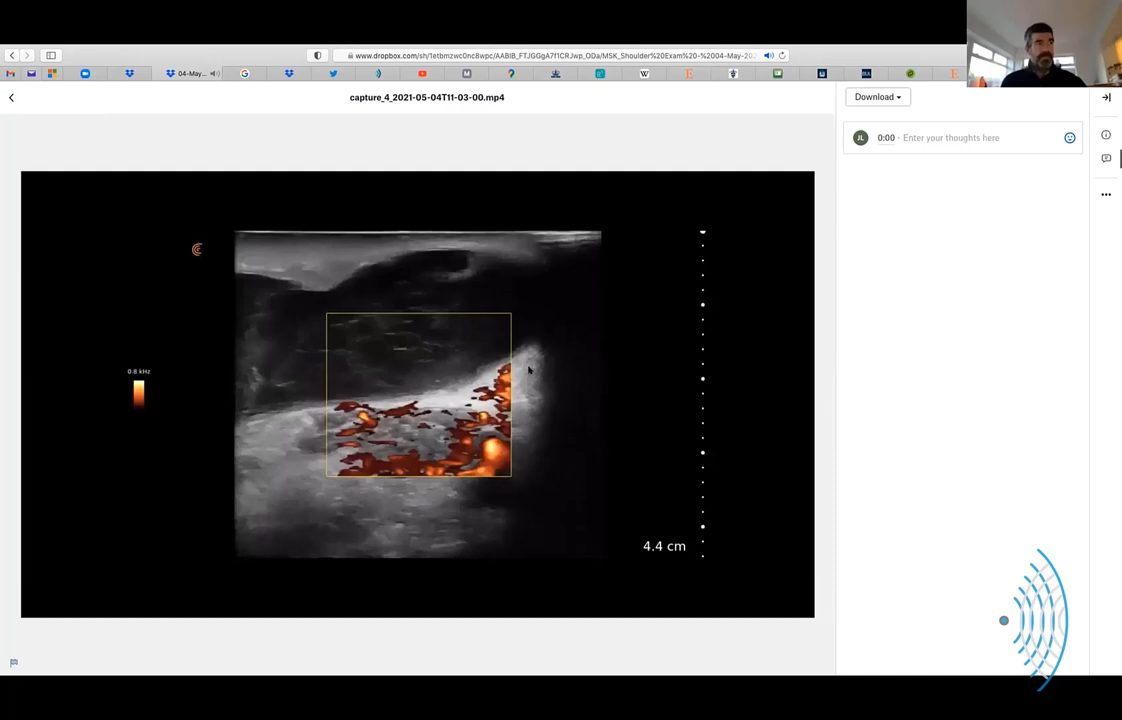 www.dropbox.com/sh/1etbmzwc0nc8wpc/AABIB_FTJGGgA7f1CRJwp_ODa/MSK_Shoulder%20Exam%20-%2004-May-20
04-May...
capture_4_2021-05-04T11-03-00.mp4
Download
JL 0:00 · Enter your thoughts here
0.8 kHz
4.4 cm